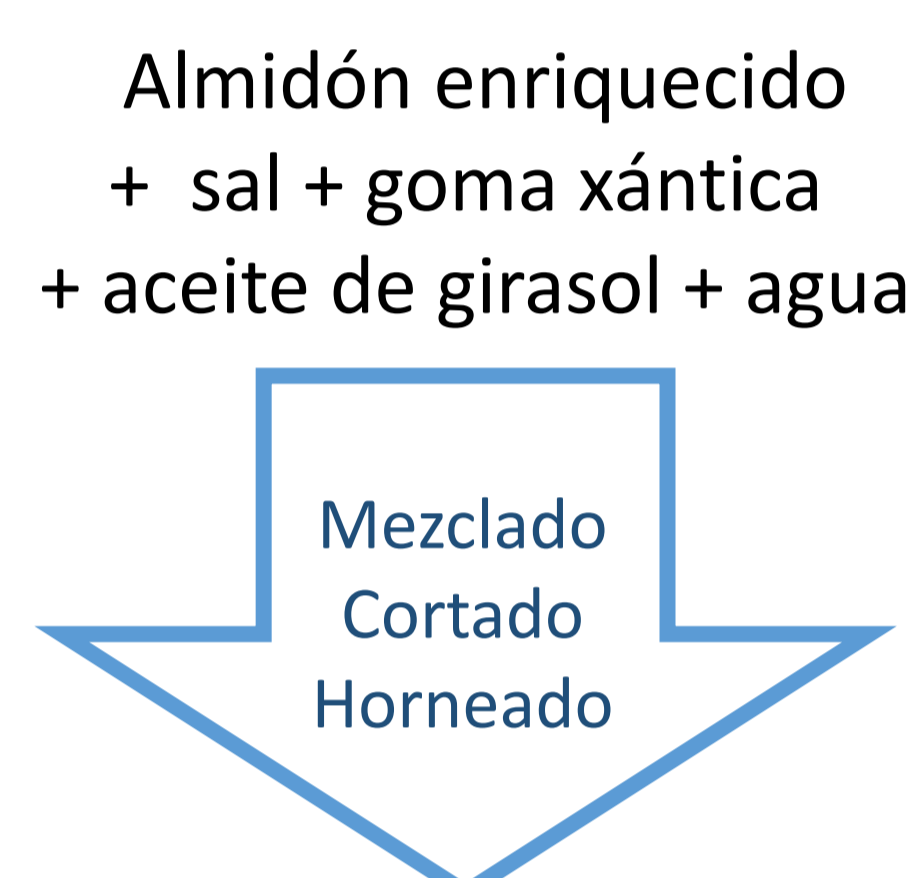 Almidón enriquecido
+ sal + goma xántica
+ aceite de girasol + agua
Mezclado
Cortado
Horneado